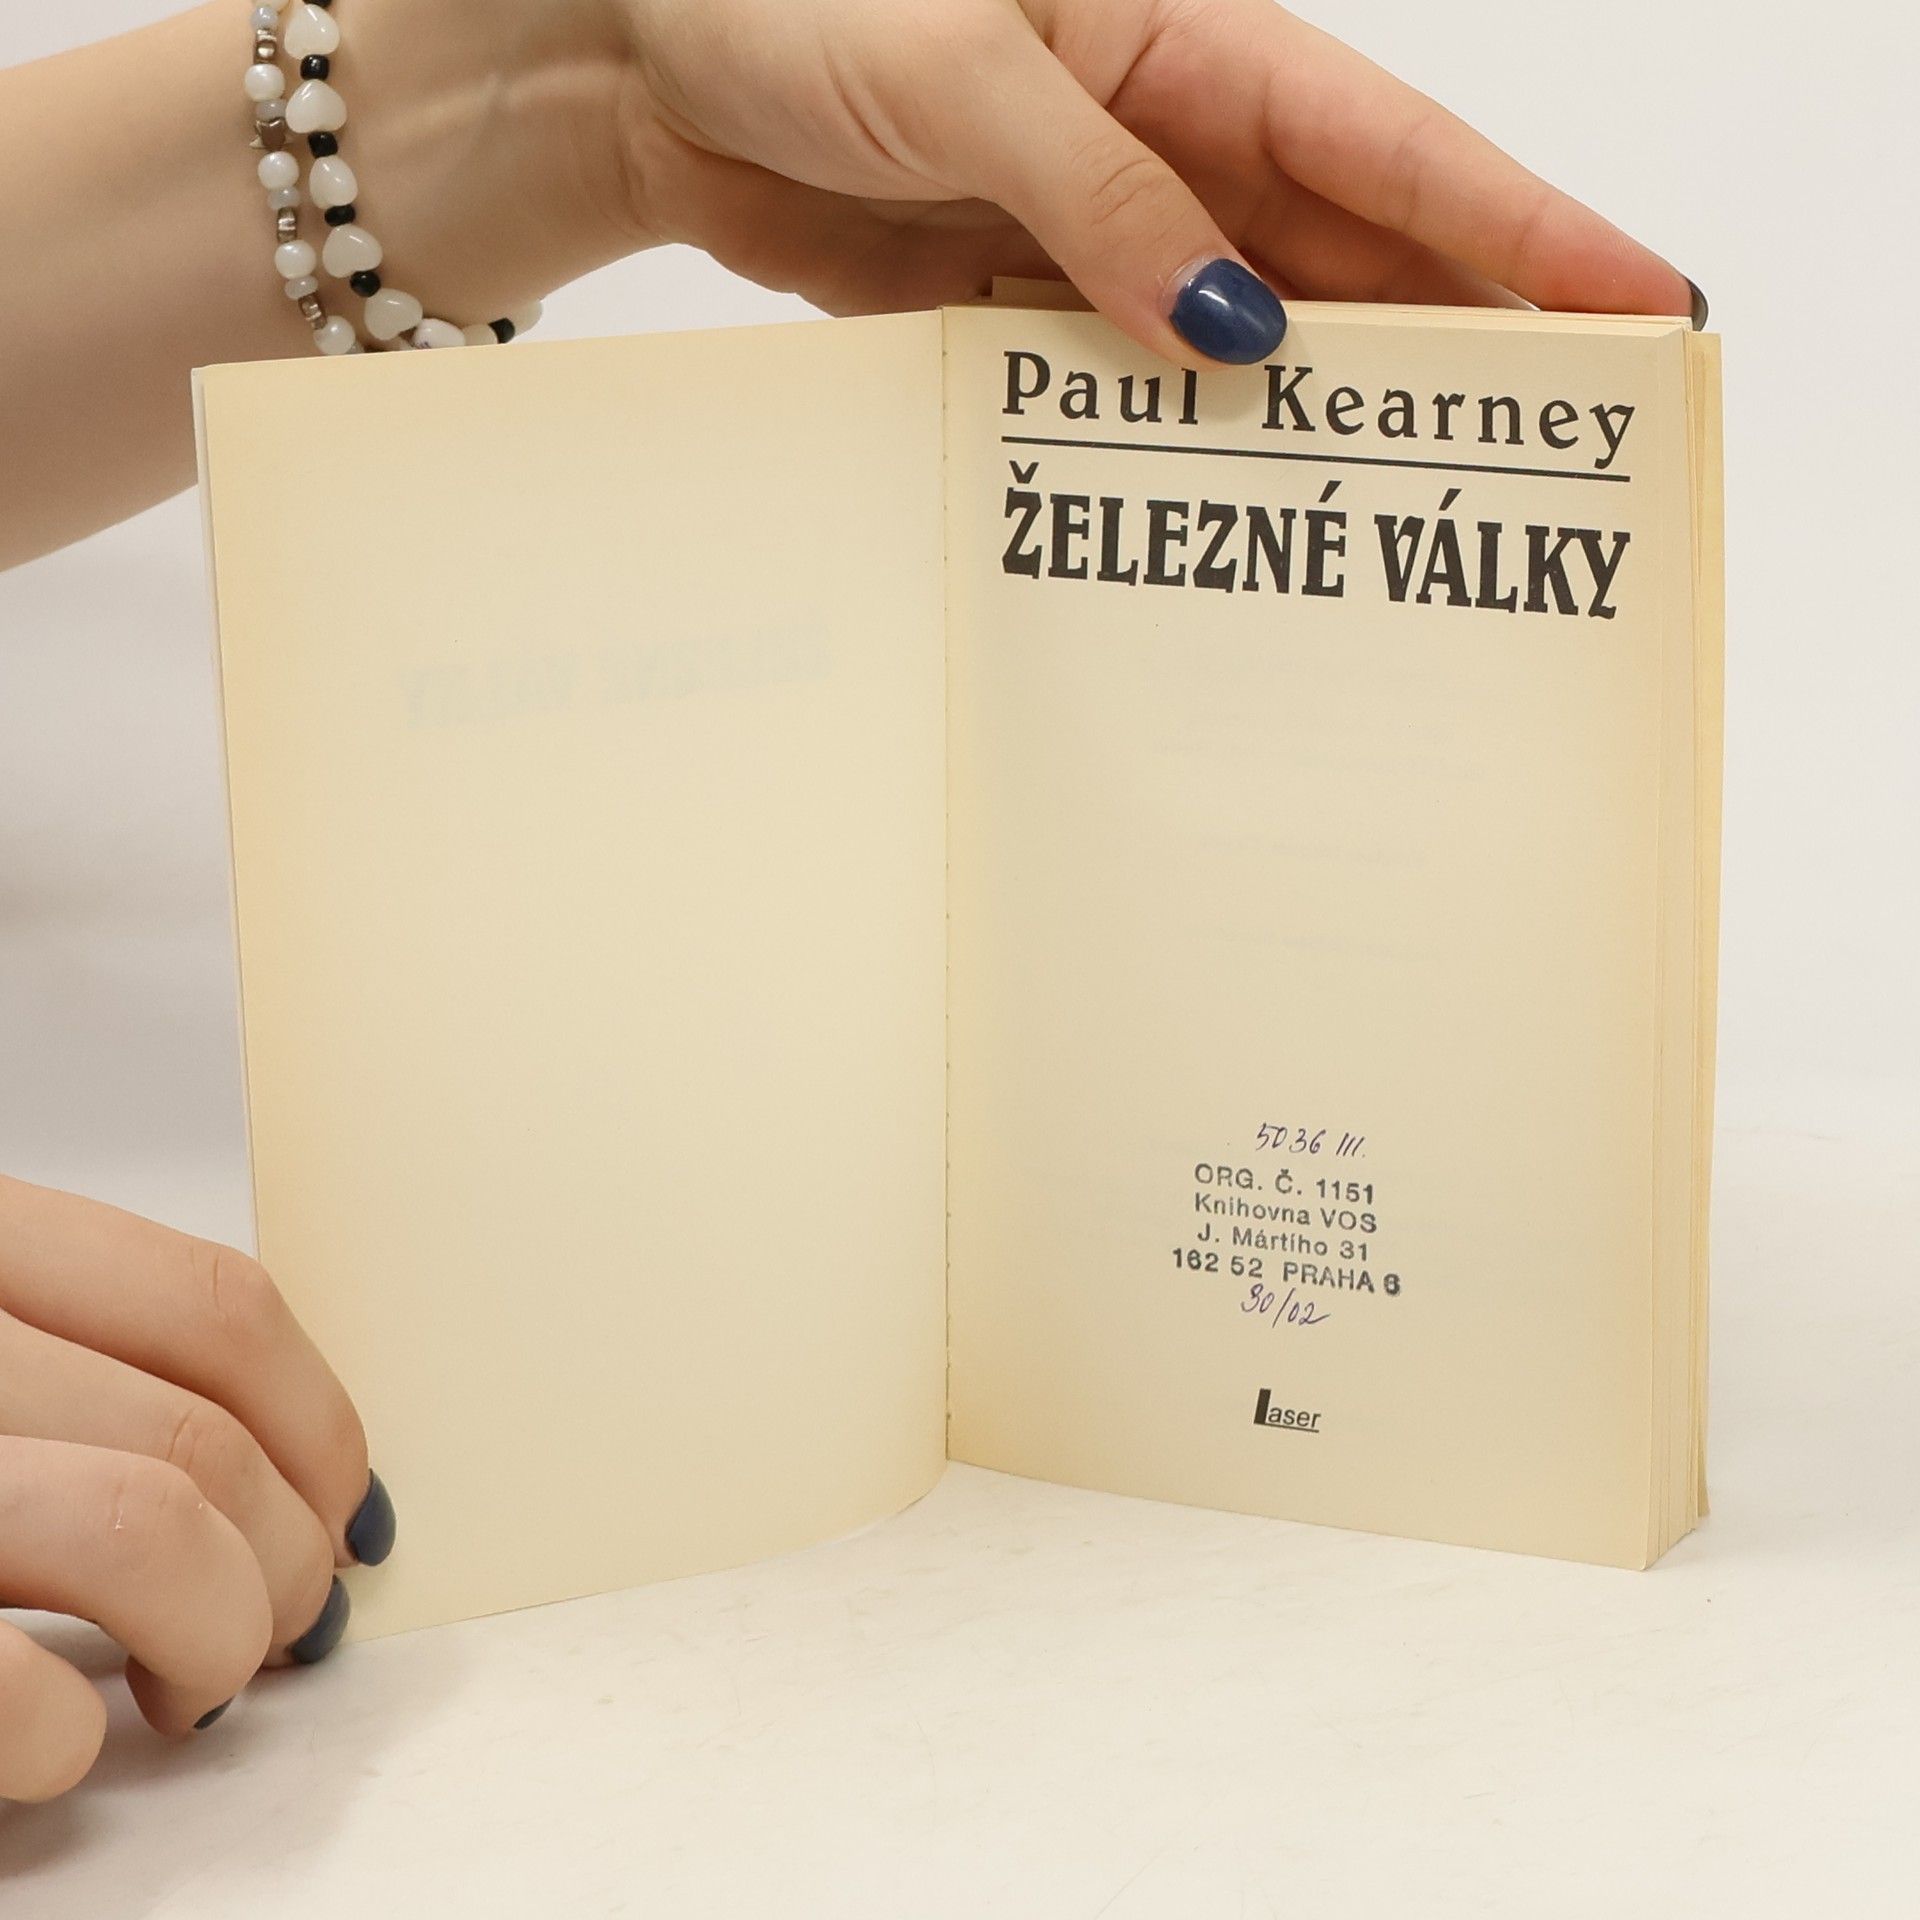 Paul Kearney
ŽELEZNÉ VÁLKY
5036 III.
ORG. Č. 1151
Knihovna VOS
J. Mártího 31
162 52 PRAHA 6
30/02
Laser